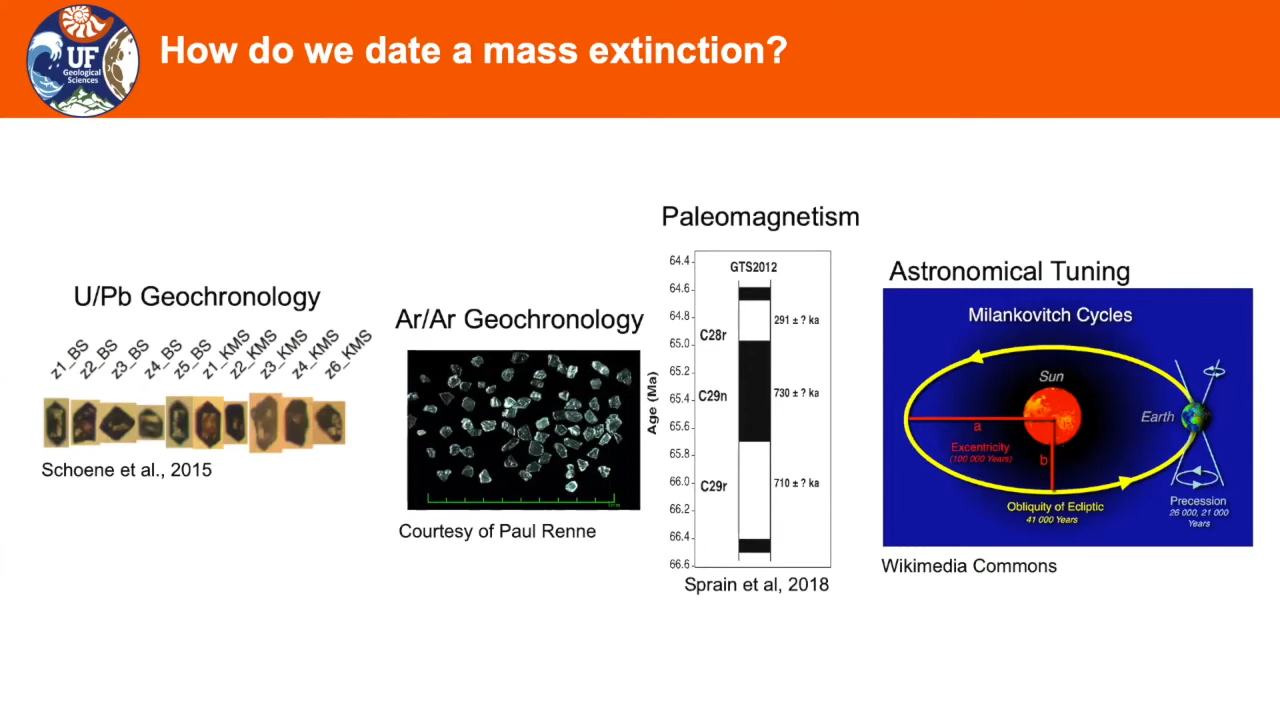 How do we date a mass extinction?
UF
Geological
Sciences
U/Pb Geochronology
z1_BS
z2_BS
z3_BS
z4_BS
z5_BS
z1_KMS
z2_KMS
z3_KMS
z4_KMS
z6_KMS
Schoene et al., 2015
Ar/Ar Geochronology
Courtesy of Paul Renne
Paleomagnetism
GTS2012
Age (Ma)
64.4
64.6
64.8
65.0
65.2
65.4
65.6
65.8
66.0
66.2
66.4
66.6
C28r
C29n
C29r
291 ± ? ka
730 ± ? ka
710 ± ? ka
Sprain et al, 2018
Astronomical Tuning
Milankovitch Cycles
Sun
Earth
a
Excentricity
(100 000 Years)
b
Obliquity of Ecliptic
41 000 Years
Precession
26 000, 21 000
Years
Wikimedia Commons